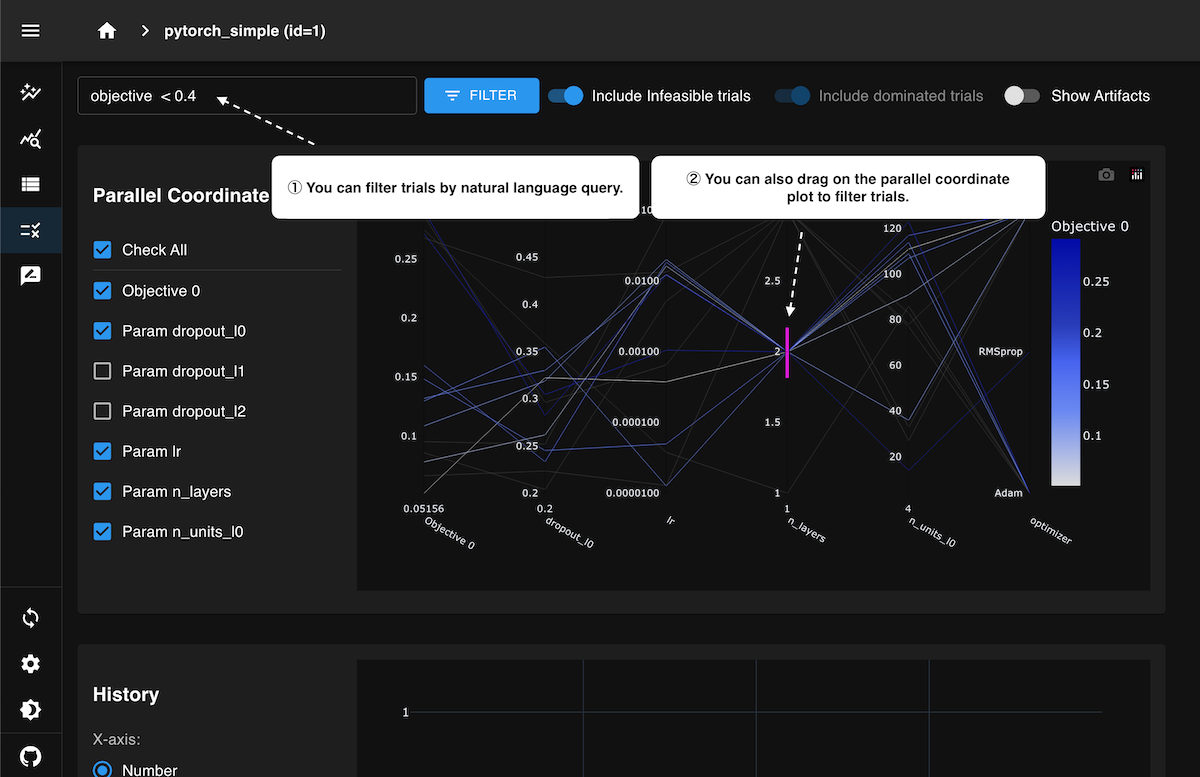 pytorch_simple (id=1)
objective < 0.4
FILTER
Include Infeasible trials
Include dominated trials
Show Artifacts
Parallel Coordinate
① You can filter trials by natural language query.
② You can also drag on the parallel coordinate
plot to filter trials.
Check All
Objective 0
Param dropout_l0
Param dropout_l1
Param dropout_l2
Param lr
Param n_layers
Param n_units_l0
0.25
0.2
0.15
0.1
0.05156
Objective 0
0.45
0.4
0.35
0.3
0.25
0.2
0.2
dropout_l0
0.0100
0.00100
0.000100
0.0000100
lr
2.5
2
1.5
1
1
n_layers
120
100
80
60
40
20
4
n_units_l0
RMSprop
Adam
optimizer
Objective 0
0.25
0.2
0.15
0.1
History
X-axis:
Number
1